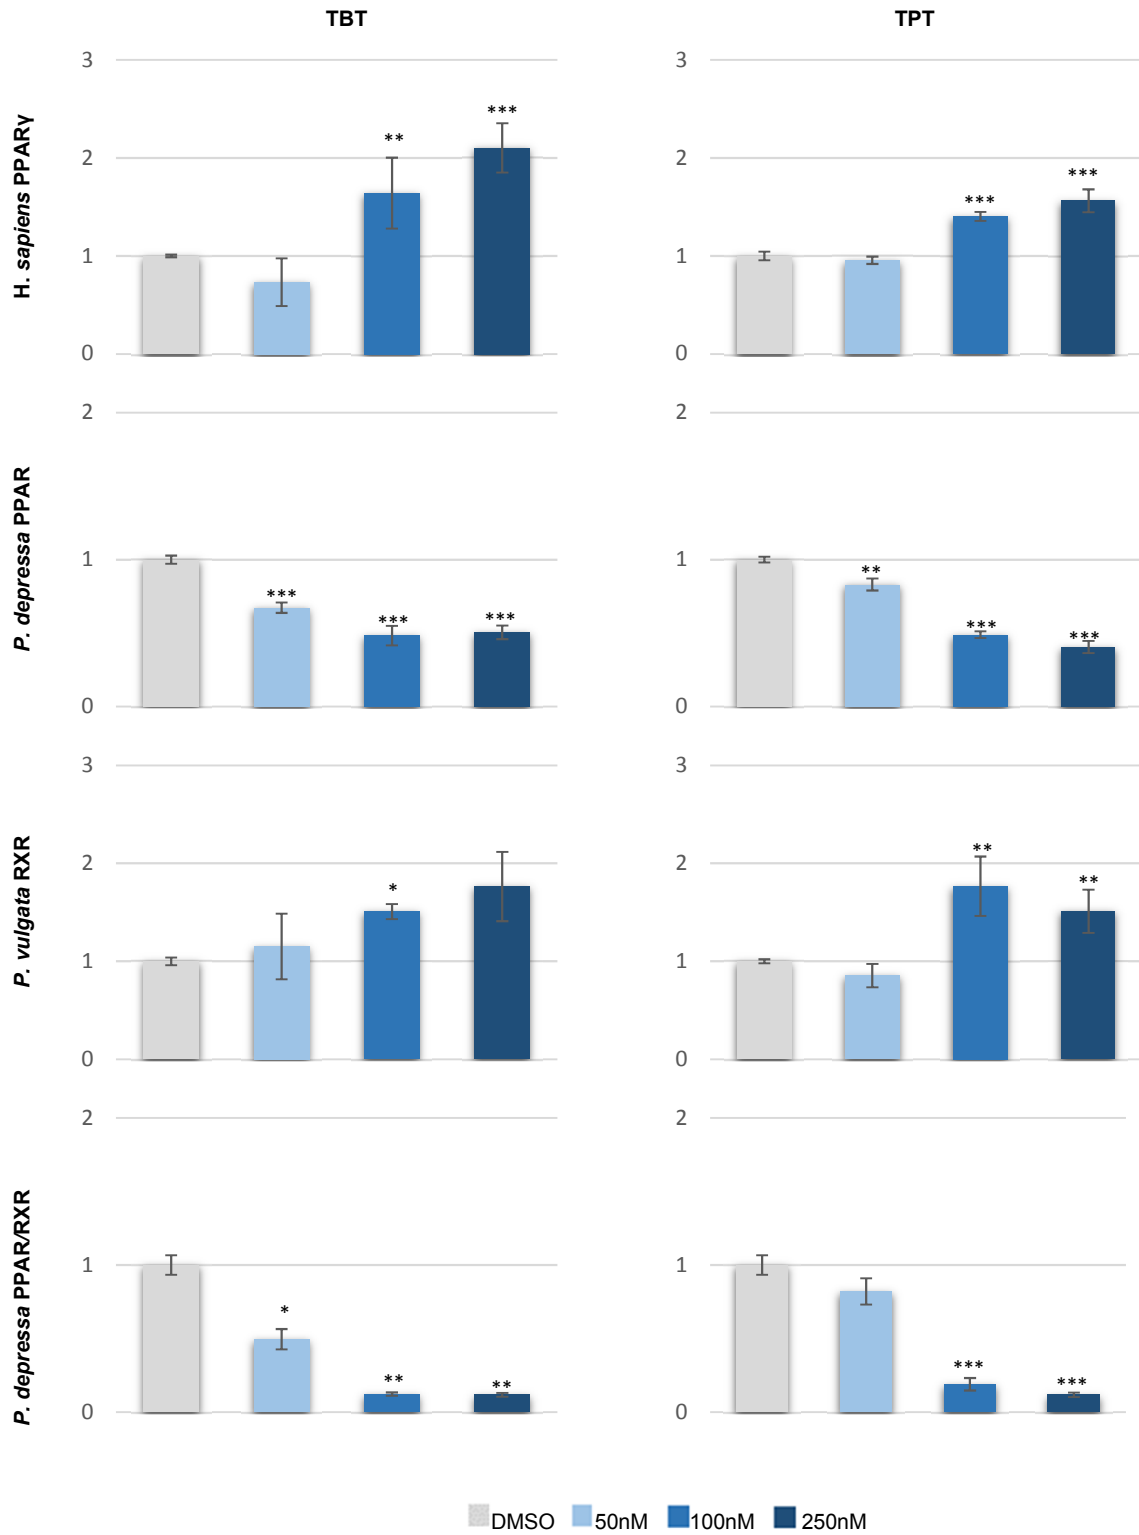 TBT TPT
H. sapiens PPARγ
3 3
*** ***
** ***
2 2
1 1
0 0
P. depressa PPAR
2 2
1 1
*** *** *** ** *** ***
0 0
P. vulgata RXR
3 3
2 2
* ** **
1 1
0 0
P. depressa PPAR/RXR
2 2
1 1
* ** ** *** ***
0 0
DMSO 50nM 100nM 250nM